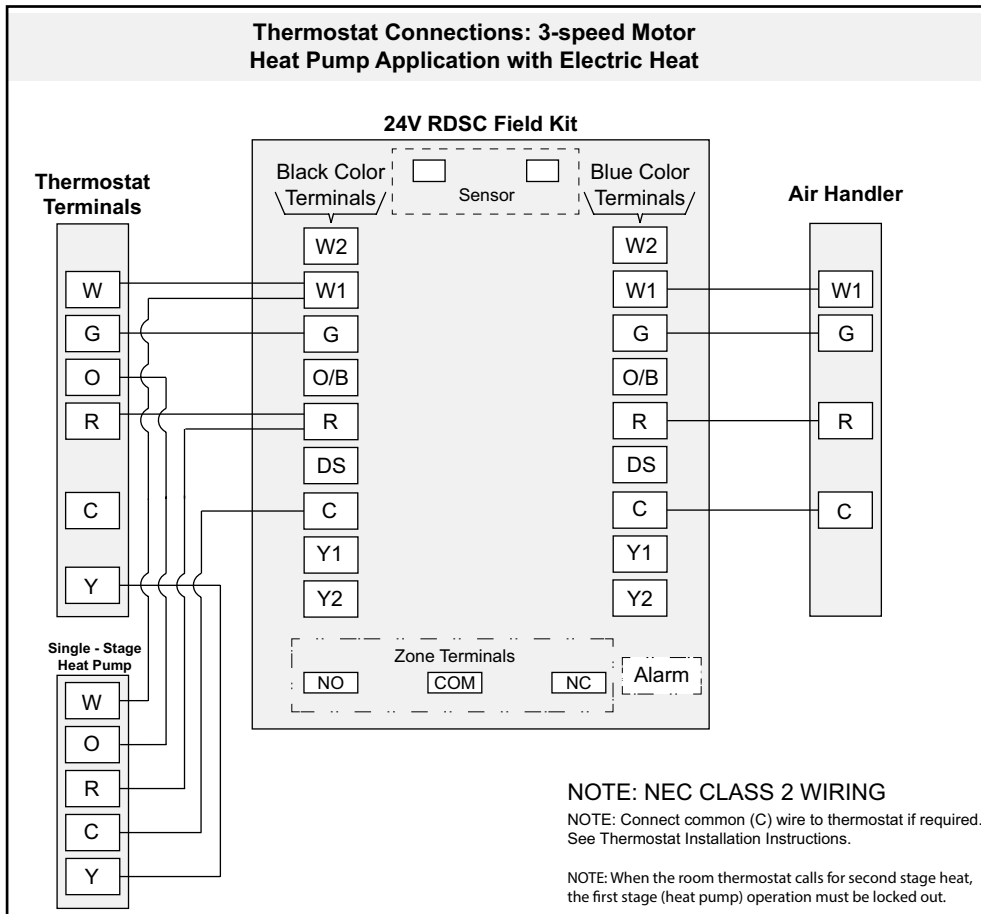 Thermostat Connections: 3-speed Motor
Heat Pump Application with Electric Heat
24V RDSC Field Kit
Thermostat
Terminals
W
G
O
R
C
Y
Single - Stage
Heat Pump
W
O
R
C
Y
Black Color
Terminals
Sensor
Blue Color
Terminals
W2
W1
G
O/B
R
DS
C
Y1
Y2
W2
W1
G
O/B
R
DS
C
Y1
Y2
Zone Terminals
NO
COM
NC
Alarm
Air Handler
W1
G
R
C
NOTE: NEC CLASS 2 WIRING
NOTE: Connect common (C) wire to thermostat if required.
See Thermostat Installation Instructions.
NOTE: When the room thermostat calls for second stage heat,
the first stage (heat pump) operation must be locked out.